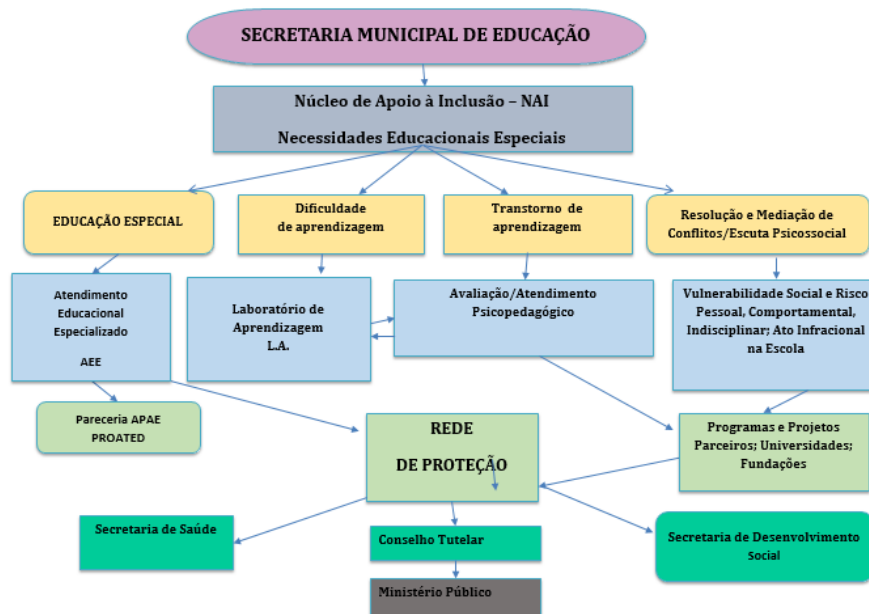 SECRETARIA MUNICIPAL DE EDUCAÇÃO
Núcleo de Apoio à Inclusão – NAI
Necessidades Educacionais Especiais
EDUCAÇÃO ESPECIAL
Dificuldade
de aprendizagem
Transtorno de
aprendizagem
Resolução e Mediação de
Conflitos/Escuta Psicossocial
Atendimento
Educacional
Especializado
AEE
Laboratório de
Aprendizagem
L.A.
Avaliação/Atendimento
Psicopedagógico
Vulnerabilidade Social e Risco
Pessoal, Comportamental,
Indisciplinar; Ato Infracional
na Escola
Pareceria APAE
PROATED
REDE
DE PROTEÇÃO
Programas e Projetos
Parceiros; Universidades;
Fundações
Secretaria de Saúde
Conselho Tutelar
Secretaria de Desenvolvimento
Social
Ministério Público